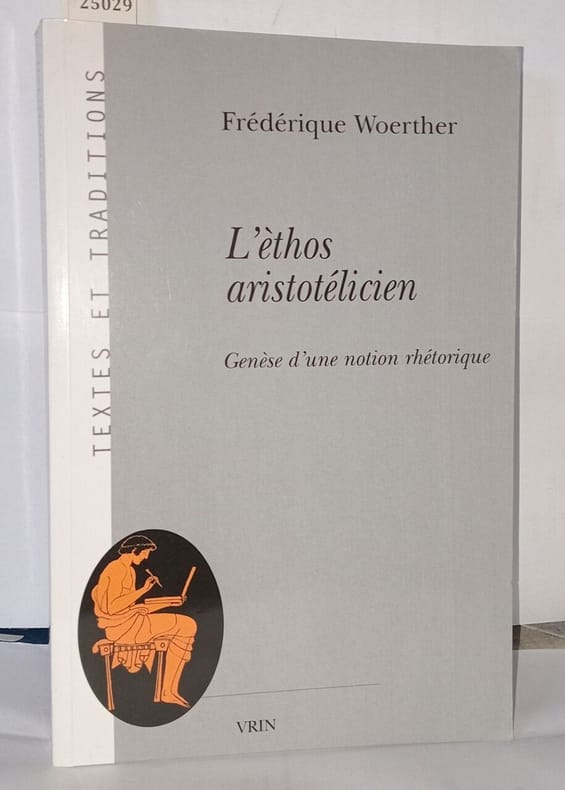 25029
TEXTES ET TRADITIONS
Frédérique Woerther
L'èthos
aristotélicien
Genèse d'une notion rhétorique
VRIN